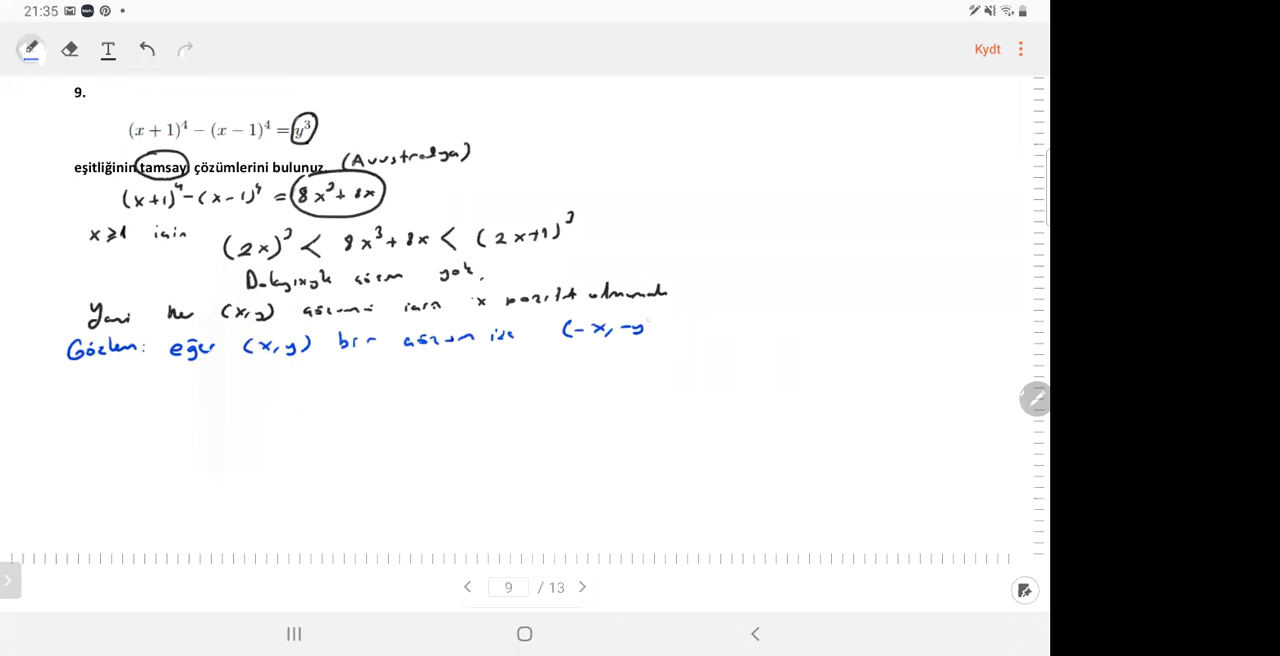 21:35
Kydt
9.
(x + 1)⁴ − (x − 1)⁴ = y³
eşitliğinin tamsay çözümlerini bulunuz. (Avustralya)
(x+1)⁴ - (x-1)⁴ = 8x³ + 8x
x ≥ 1 için (2x)³ < 8x³ + 8x < (2x+1)³
Dolayısıyla çözüm yok.
Yani her (x,y) çözümü için x pozitif olmamalı
Gözlem: eğer (x,y) bir çözüm ise (-x, -y
9 / 13